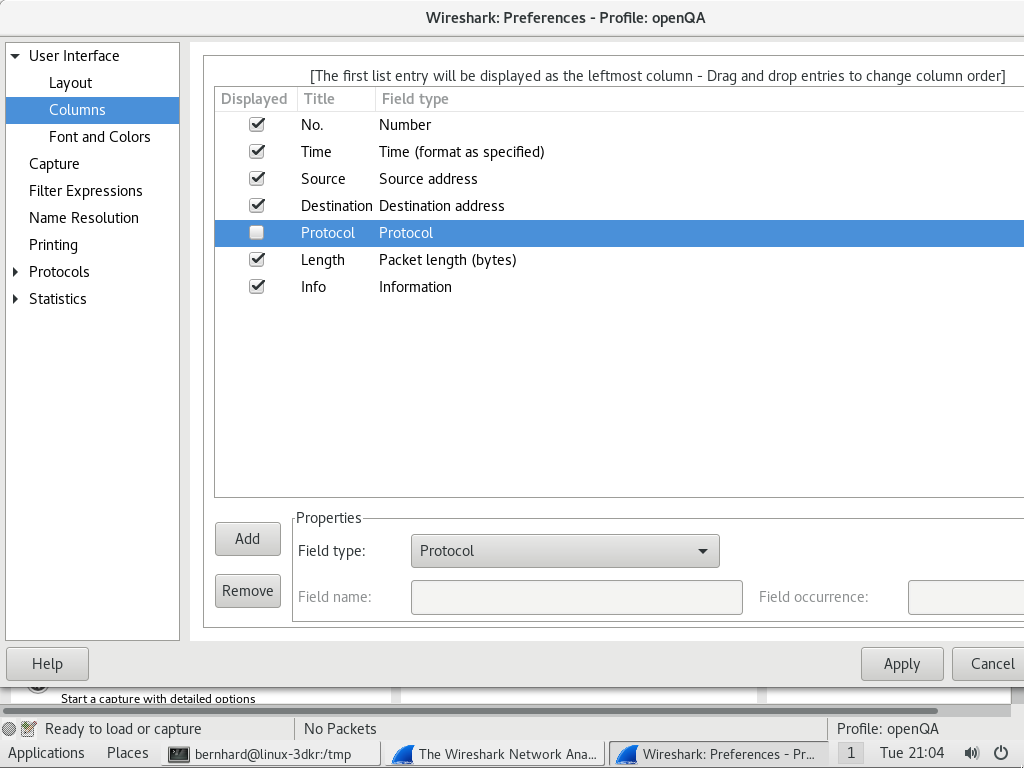 Wireshark: Preferences - Profile: openQA
User Interface
Layout
Columns
Font and Colors
Capture
Filter Expressions
Name Resolution
Printing
Protocols
Statistics
[The first list entry will be displayed as the leftmost column - Drag and drop entries to change column order]
Displayed Title Field type
No. Number
Time Time (format as specified)
Source Source address
Destination Destination address
Protocol Protocol
Length Packet length (bytes)
Info Information
Add
Remove
Properties
Field type: Protocol
Field name: Field occurrence:
Help Apply Cancel
Start a capture with detailed options
Ready to load or capture No Packets Profile: openQA
Applications Places bernhard@linux-3dkr:/tmp The Wireshark Network Ana... Wireshark: Preferences - Pr... 1 Tue 21:04